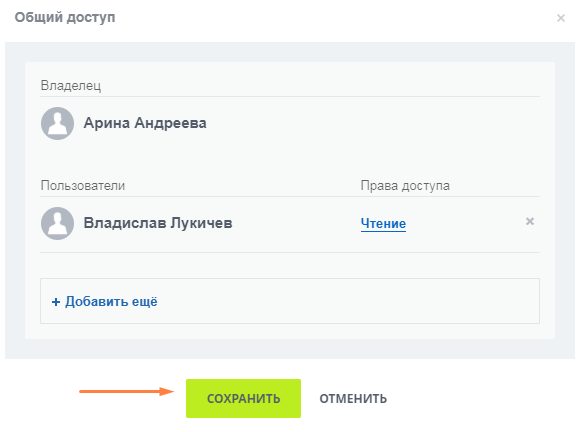 Общий доступ
Владелец
Арина Андреева
Пользователи Права доступа
Владислав Лукичев Чтение
+ Добавить ещё
СОХРАНИТЬ ОТМЕНИТЬ